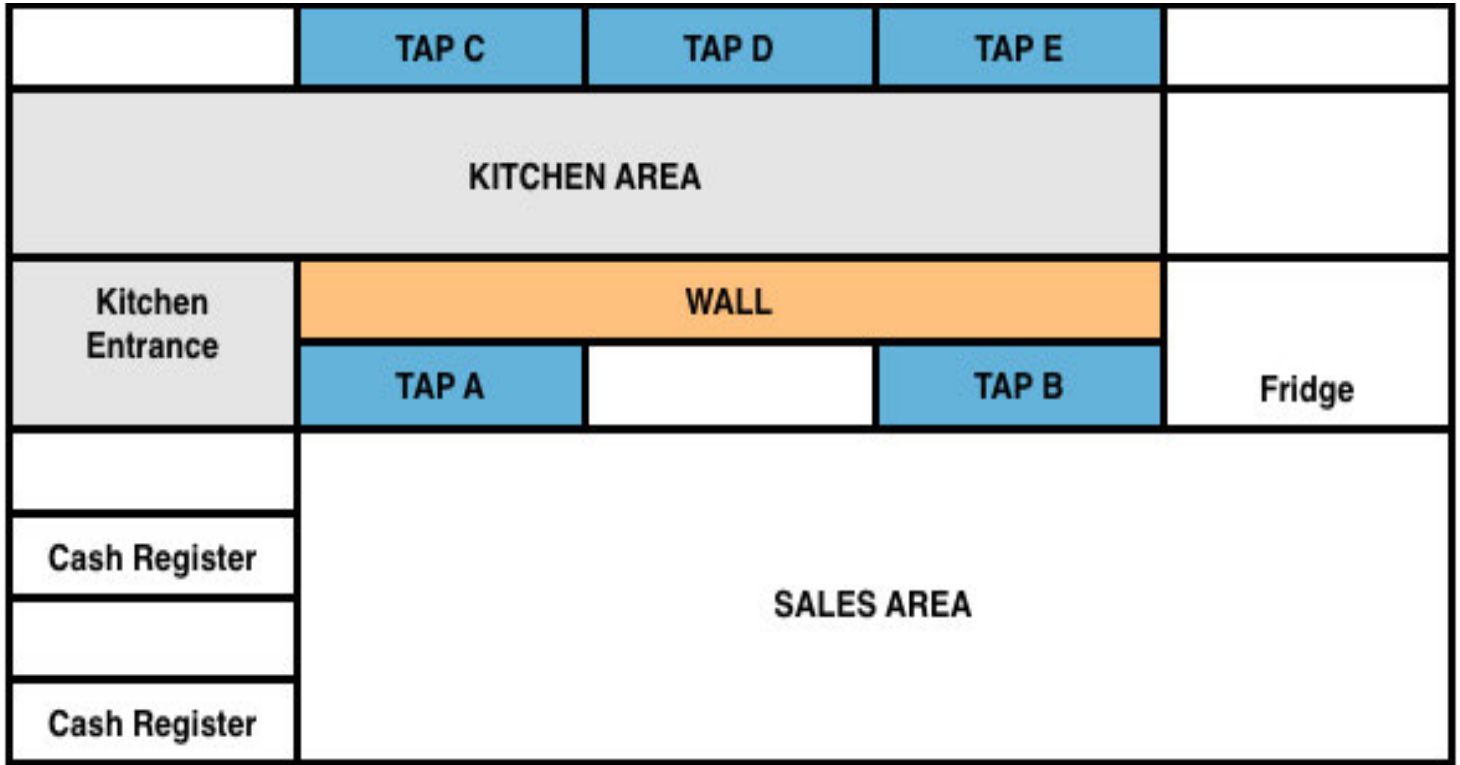 TAP C
TAP D
TAP E
KITCHEN AREA
Kitchen
Entrance
WALL
TAP A
TAP B
Fridge
Cash Register
SALES AREA
Cash Register